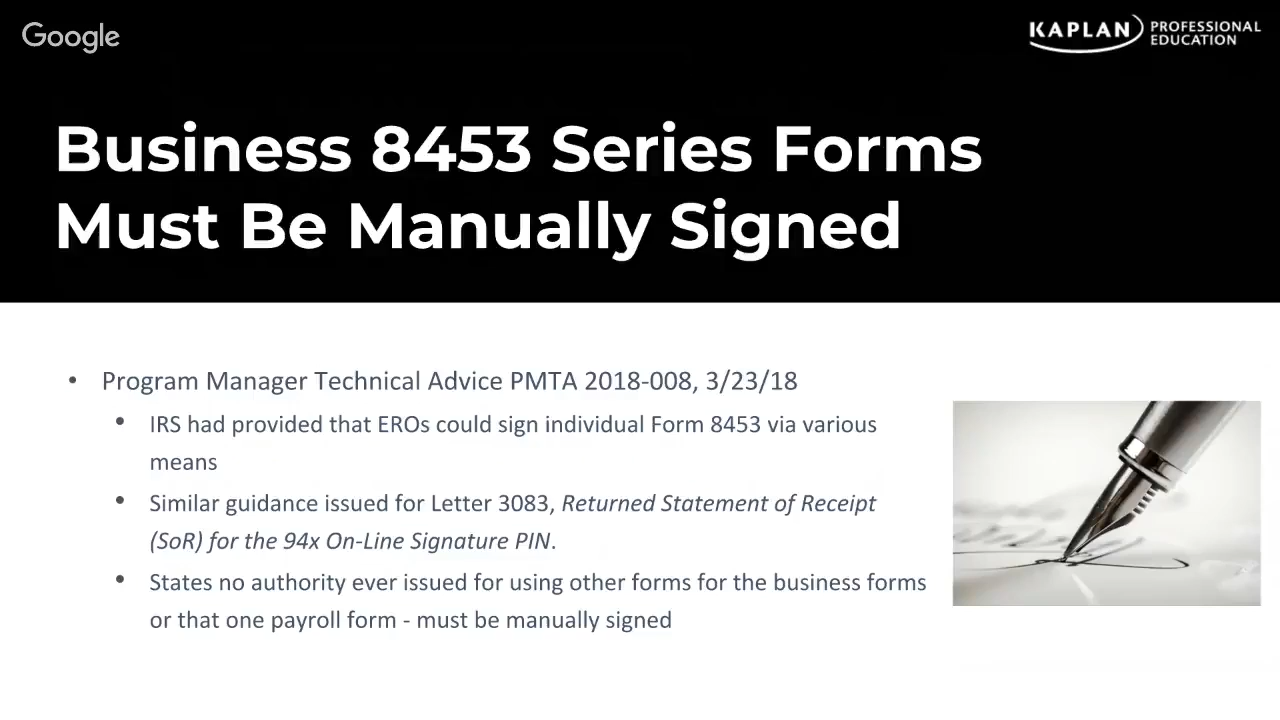 Google
KAPLAN PROFESSIONAL EDUCATION
Business 8453 Series Forms
Must Be Manually Signed
• Program Manager Technical Advice PMTA 2018-008, 3/23/18
• IRS had provided that EROs could sign individual Form 8453 via various
means
• Similar guidance issued for Letter 3083, Returned Statement of Receipt
(SoR) for the 94x On-Line Signature PIN.
• States no authority ever issued for using other forms for the business forms
or that one payroll form - must be manually signed